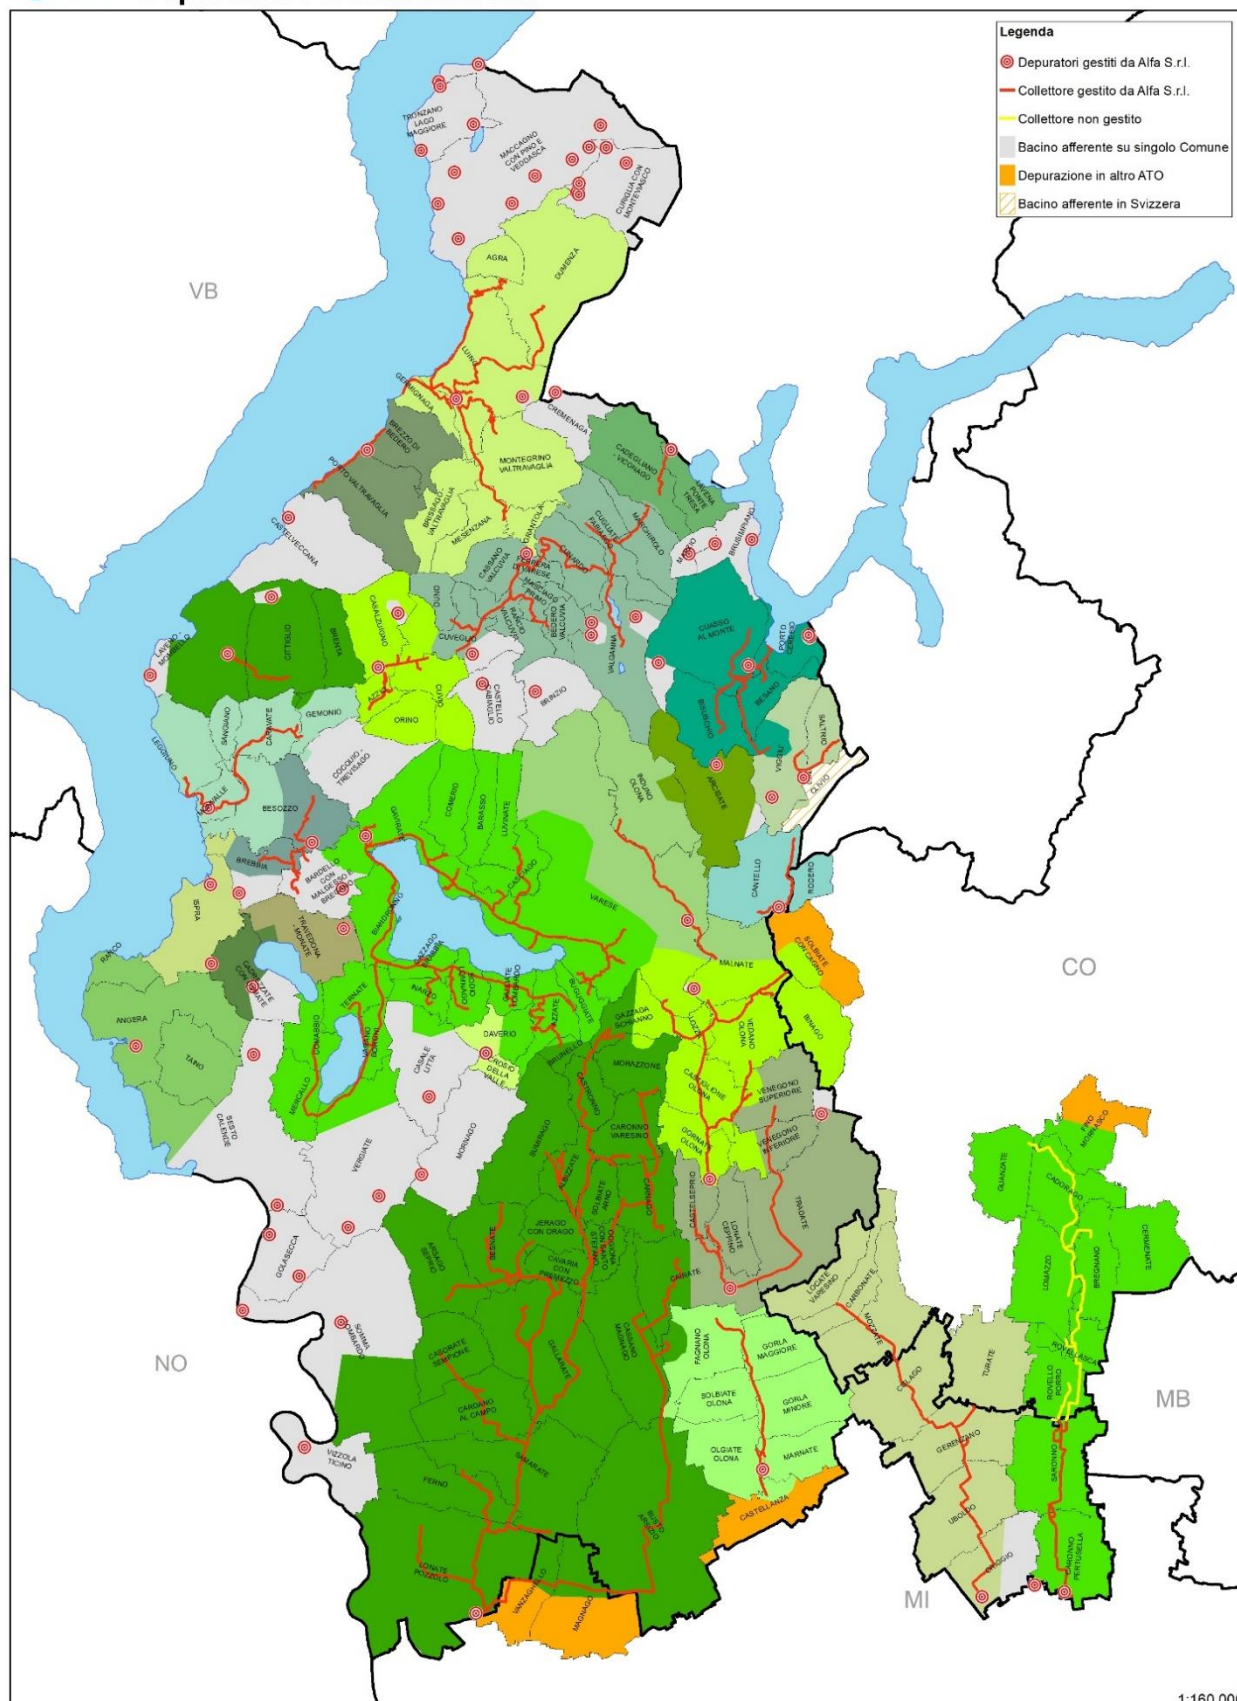 Legenda
Depuratori gestiti da Alfa S.r.l.
Collettore gestito da Alfa S.r.l.
Collettore non gestito
Bacino afferente su singolo Comune
Depurazione in altro ATO
Bacino afferente in Svizzera
TRONZANO
LAGO
MAGGIORE
MACCAGNO
CON PINO E
VEDDASCA
CURIGLIA CON
MONTEVIASCO
VB
AGRA
DUMENZA
LUINO
GERMIGNAGA
CREMENAGA
BREZZO DI
BEDERO
PORTO VALTRAVAGLIA
MONTEGRINO
VALTRAVAGLIA
CADEGLIANO
- VICONAGO
LAVENA
PONTE
TRESA
BRISSAGO-
VALTRAVAGLIA
MESENZANA
GRANTOLA
CASTELVECCANA
CUGLIATE
FABIASCO
MARCHIROLO
CUNARDO
MARZIO
BRUSIMPIANO
CASSANO
VALCUVIA
FERRERA
DI VARESE
MASCIAGO
PRIMO
RANCIO
VALCUVIA
BEDERO
VALCUVIA
DUNO
CUVEGLIO
CASALZUIGNO
VALGANNA
CUASSO
AL MONTE
PORTO
CERESIO
LAVENO -
MOMBELLO
CITTIGLIO
BRENTA
AZZIO
CUVIO
ORINO
CASTELLO
CABIAGLIO
BRINZIO
BISUSCHIO
BESANO
VIGGIU'
SALTRIO
CLIVIO
LEGGIUNO
SANGIANO
CARAVATE
GEMONIO
COCQUIO -
TREVISAGO
INDUNO
OLONA
ARCISATE
BESOZZO
BREBBIA
GAVIRATE
COMERIO
BARASSO
LUVINATE
CASCIAGO
VARESE
CANTELLO
RODERO
BARDELLO
CON
MALGESSO
E
BREGANO
ISPRA
TRAVEDONA
- MONATE
BIANDRONNO
RANCO
CADREZZATE
CON OSMATE
SOLBIATE
CON CAGNO
MALNATE
CO
ANGERA
TAINO
TERNATE
COMABBIO
MERCALLO
INARZO
BODIO
LOMNAGO
GALLIATE
LOMBARDO
AZZATE
BUGUGGIATE
GAZZADA
SCHIANNO
DAVERIO
CROSIO
DELLA
VALLE
BRUNELLO
MORAZZONE
LOZZA
VEDANO
OLONA
BINAGO
CASALE
LITTA
CASTRONNO
CASTIGLIONE
OLONA
VENEGONO
SUPERIORE
VENEGONO
INFERIORE
GORNATE
OLONA
SESTO
CALENDE
VERGIATE
MORNAGO
SUMIRAGO
CARONNO
VARESINO
ALBIZZATE
SOLBIATE
ARNO
CARNAGO
CASTELSEPRIO
LONATE
CEPPINO
TRADATE
FINO
MORNASCO
GUANZATE
CADORAGO
CERMENATE
LOMAZZO
BREGNANO
JERAGO
CON ORAGO
CAVARIA
CON
PREMEZZO
OGGIONA
CON SANTO
STEFANO
BESNATE
ARSAGO
SEPRIO
GOLASECCA
CAIRATE
LOCATE
VARESINO
CARBONATE
MOZZATE
SOMMA
LOMBARDO
NO
CASORATE
SEMPIONE
GALLARATE
CASSANO
MAGNAGO
FAGNANO
OLONA
GORLA
MAGGIORE
CISLAGO
TURATE
ROVELLASCA
ROVELLO
PORRO
MB
CARDANO
AL CAMPO
SOLBIATE
OLONA
GORLA
MINORE
OLGIATE
OLONA
MARNATE
GERENZANO
SARONNO
VIZZOLA
TICINO
FERNO
SAMARATE
BUSTO
ARSIZIO
CASTELLANZA
UBOLDO
ORIGGIO
CARONNO
PERTUSELLA
LONATE
POZZOLO
VANZAGHELLO
MAGNAGO
MI